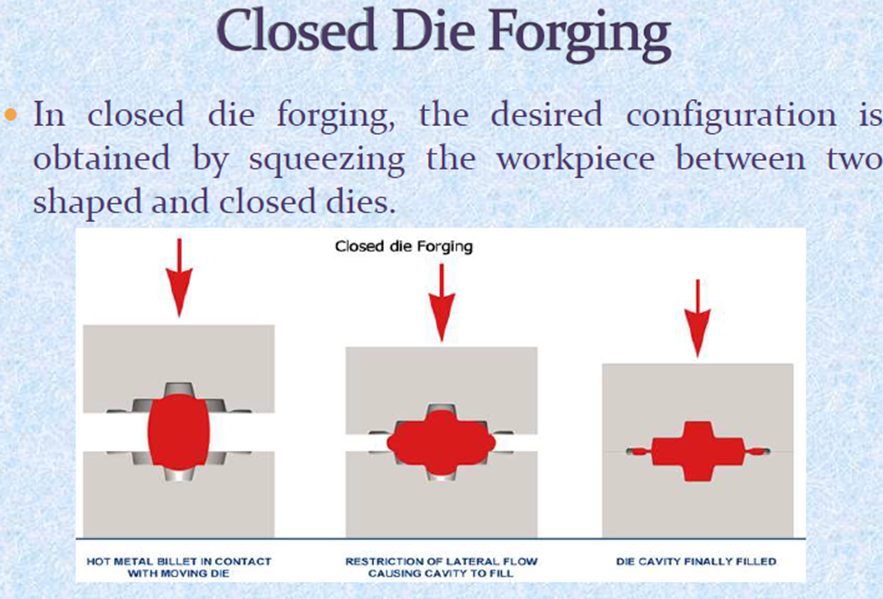 Closed Die Forging
In closed die forging, the desired configuration is
obtained by squeezing the workpiece between two
shaped and closed dies.
Closed die Forging
HOT METAL BILLET IN CONTACT
WITH MOVING DIE
RESTRICTION OF LATERAL FLOW
CAUSING CAVITY TO FILL
DIE CAVITY FINALLY FILLED